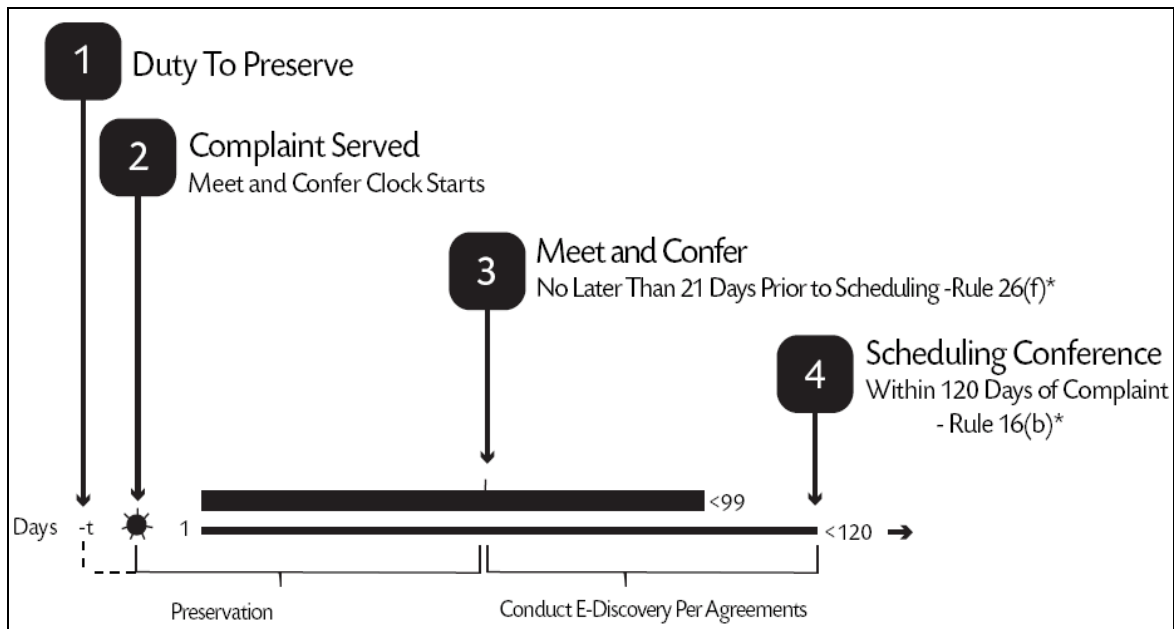 1
Duty To Preserve
2
Complaint Served
Meet and Confer Clock Starts
3
Meet and Confer
No Later Than 21 Days Prior to Scheduling -Rule 26(f)*
4
Scheduling Conference
Within 120 Days of Complaint
- Rule 16(b)*
<99
Days -t 1 <120
Preservation
Conduct E-Discovery Per Agreements